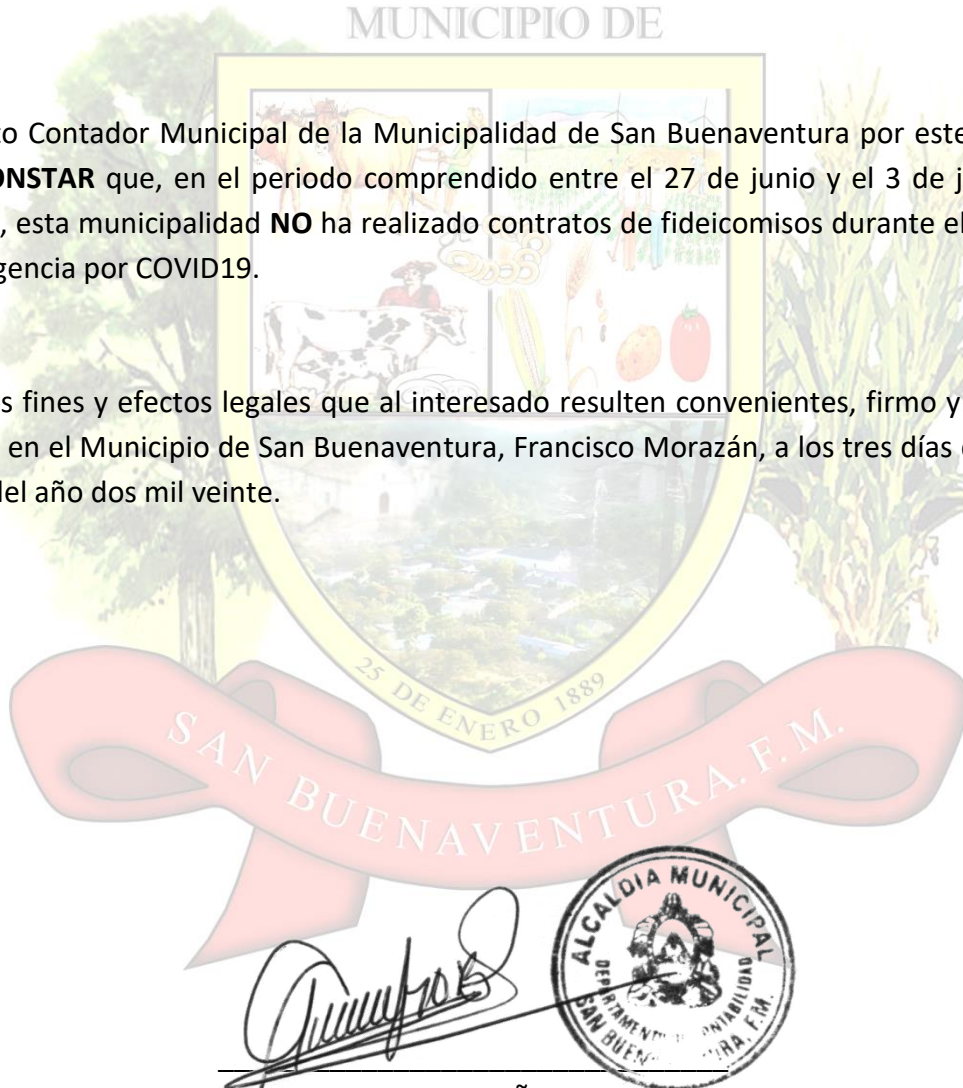 MUNICIPIO DE
to Contador Municipal de la Municipalidad de San Buenaventura por este
ONSTAR que, en el periodo comprendido entre el 27 de junio y el 3 de j
, esta municipalidad NO ha realizado contratos de fideicomisos durante el
gencia por COVID19.
s fines y efectos legales que al interesado resulten convenientes, firmo y
en el Municipio de San Buenaventura, Francisco Morazán, a los tres días
del año dos mil veinte.
25 DE ENERO 1889
SAN BUENAVENTURA. F. M.
ALCALDIA MUNICIPAL
SAN BUEN
F.M.